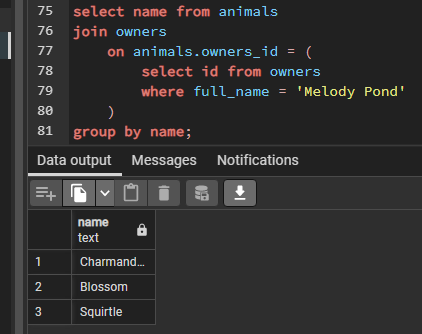 75 select name from animals
76 join owners
77 on animals.owners_id = (
78 select id from owners
79 where full_name = 'Melody Pond'
80 )
81 group by name;
Data output Messages Notifications
name
text
1 Charmand...
2 Blossom
3 Squirtle